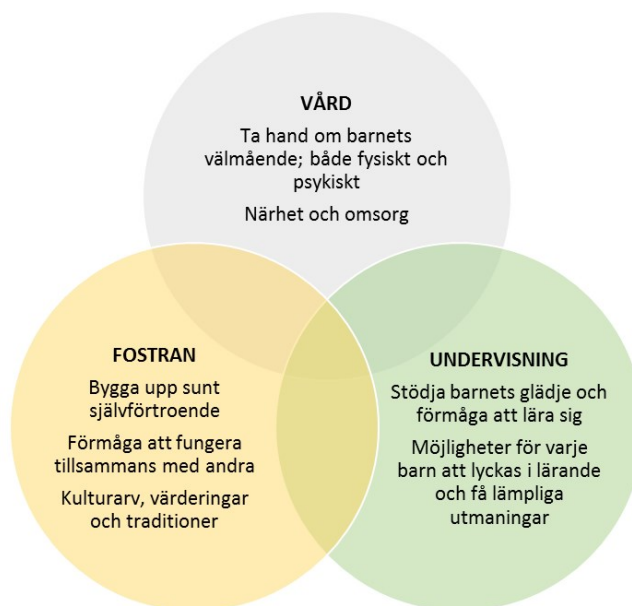 VÅRD
Ta hand om barnets
välmående; både fysiskt och
psykiskt
Närhet och omsorg
FOSTRAN
Bygga upp sunt
självförtroende
Förmåga att fungera
tillsammans med andra
Kulturarv, värderingar
och traditioner
UNDERVISNING
Stödja barnets glädje och
förmåga att lära sig
Möjligheter för varje
barn att lyckas i lärande
och få lämpliga
utmaningar